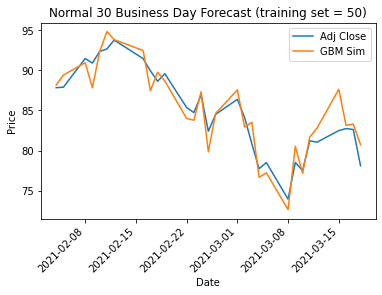 Normal 30 Business Day Forecast (training set = 50)
Adj Close
GBM Sim
95
90
85
80
75
Price
2021-02-08
2021-02-15
2021-02-22
2021-03-01
2021-03-08
2021-03-15
Date